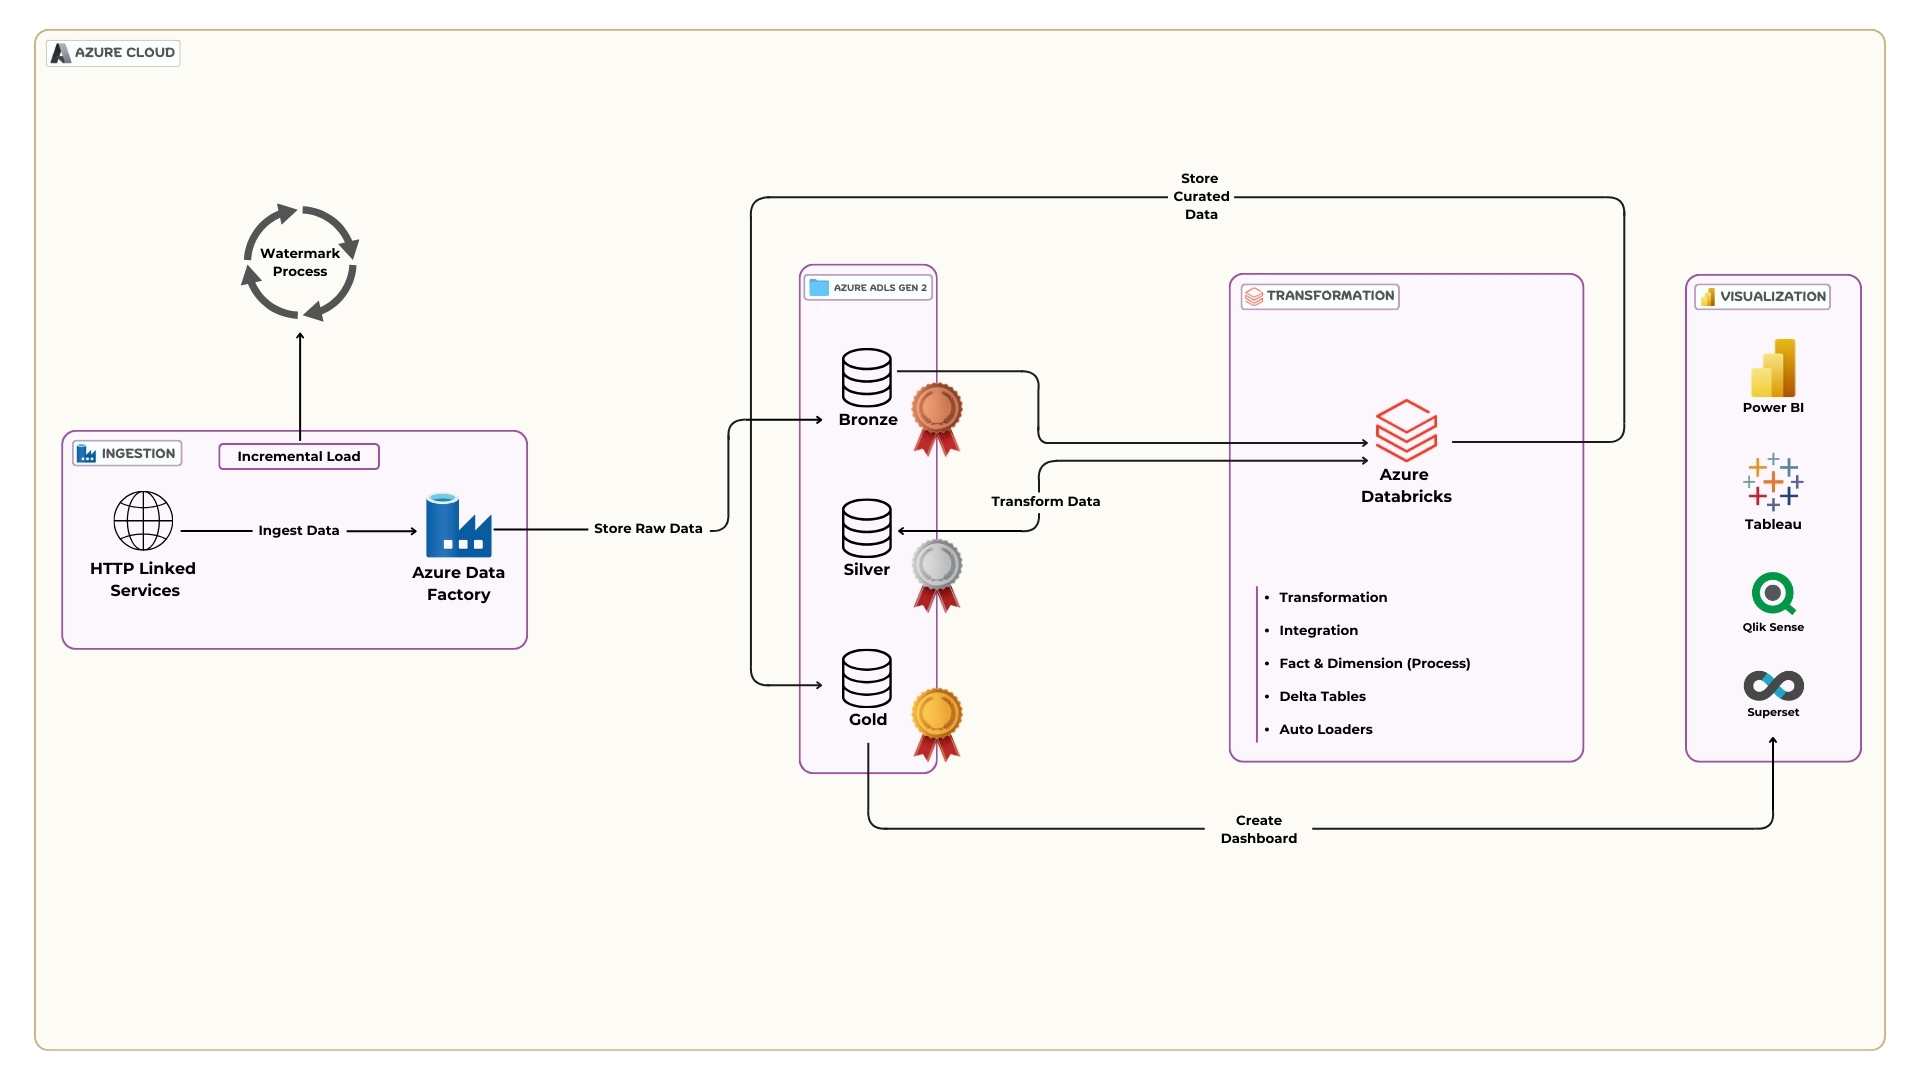 AZURE CLOUD
Store
Curated
Data
Watermark
Process
INGESTION
Incremental Load
HTTP Linked
Services
Ingest Data
Azure Data
Factory
Store Raw Data
AZURE ADLS GEN 2
Bronze
Silver
Gold
Transform Data
TRANSFORMATION
Azure
Databricks
• Transformation
• Integration
• Fact & Dimension (Process)
• Delta Tables
• Auto Loaders
VISUALIZATION
Power BI
Tableau
Qlik Sense
Superset
Create
Dashboard